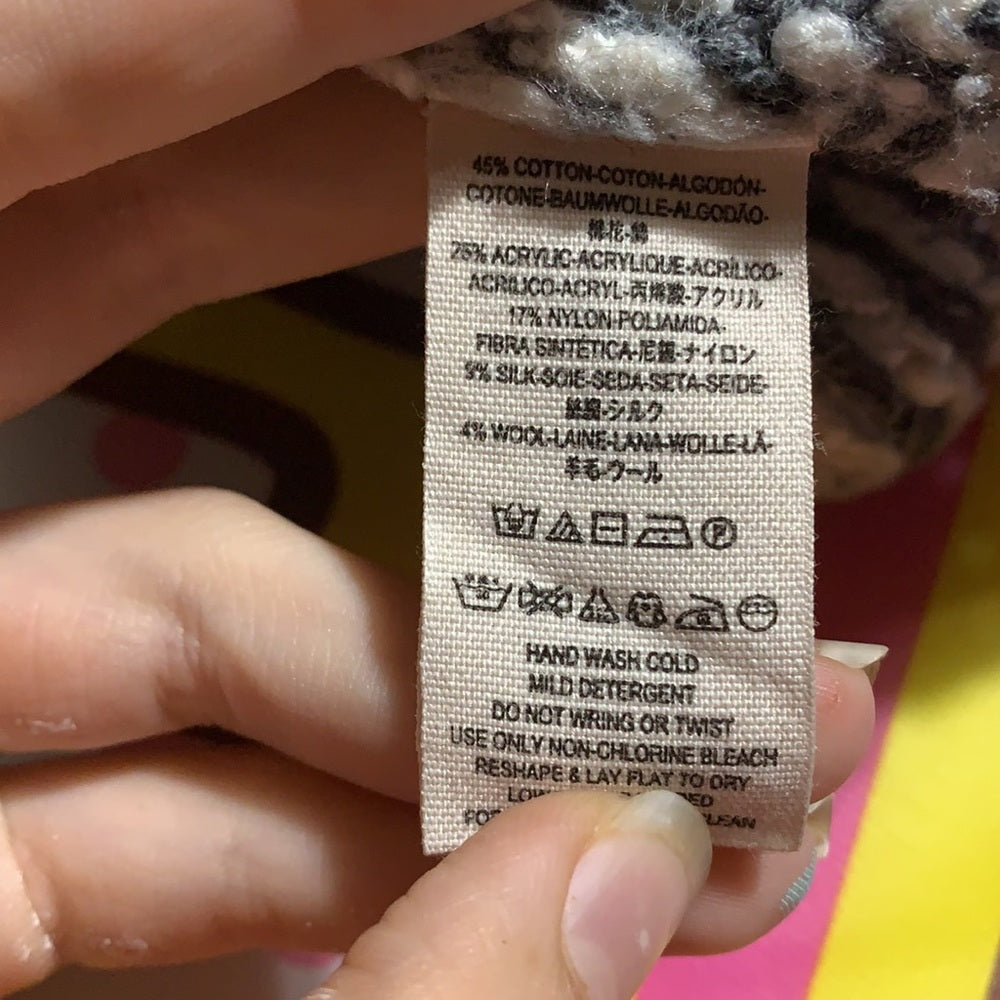 45% COTTON-COTON-ALGODÓN-
COTONE-BAUMWOLLE-ALGODÃO-
棉花-綿
25% ACRYLIC-ACRYLIQUE-ACRÍLICO-
ACRILICO-ACRYL-丙烯酸-アクリル
17% NYLON-POLIAMIDA-
FIBRA SINTÉTICA-尼龍-ナイロン
9% SILK-SOIE-SEDA-SETA-SEIDE-
絲綢-シルク
4% WOOL-LAINE-LANA-WOLLE-LÃ-
羊毛-ウール
HAND WASH COLD
MILD DETERGENT
DO NOT WRING OR TWIST
USE ONLY NON-CHLORINE BLEACH
RESHAPE & LAY FLAT TO DRY